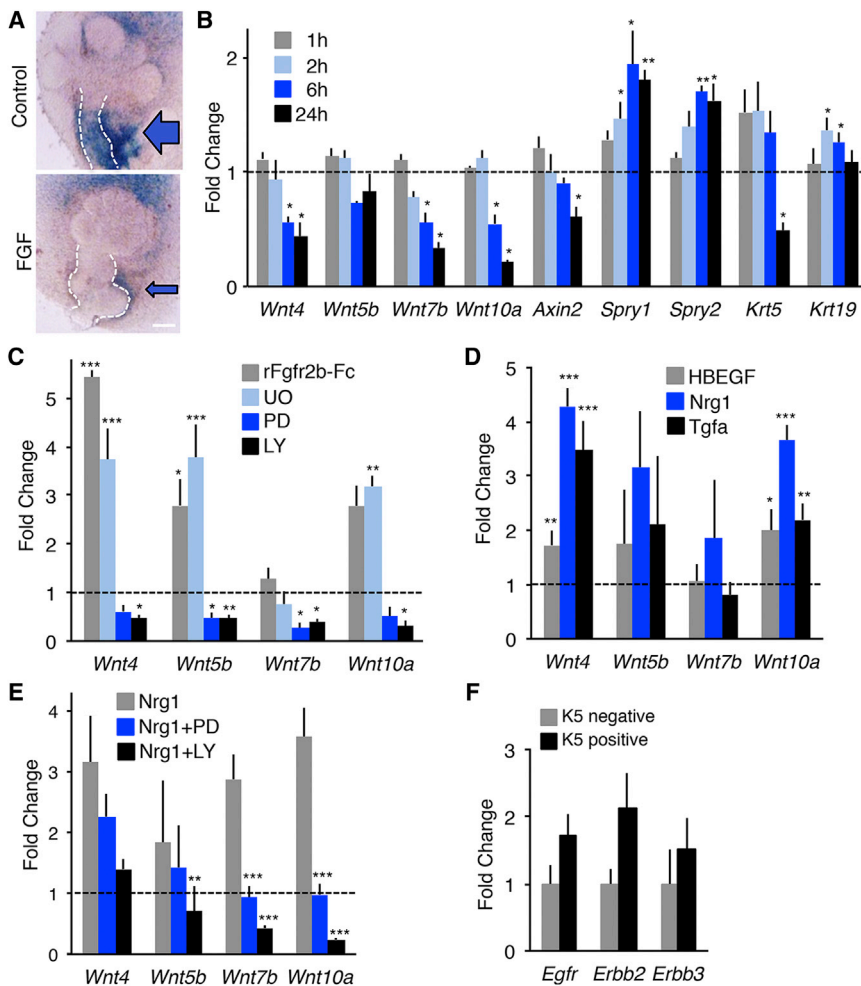 A
Control
FGF
B
1h
2h
6h
24h
Fold Change
2
1
0
* * * * * * * * * ** ** * * * *
Wnt4 Wnt5b Wnt7b Wnt10a Axin2 Spry1 Spry2 Krt5 Krt19
C
rFgfr2b-Fc
UO
PD
LY
Fold Change
5
4
3
2
1
0
*** *** * * *** * ** * * ** *
Wnt4 Wnt5b Wnt7b Wnt10a
D
HBEGF
Nrg1
Tgfa
Fold Change
5
4
3
2
1
0
** *** *** * *** **
Wnt4 Wnt5b Wnt7b Wnt10a
E
Nrg1
Nrg1+PD
Nrg1+LY
Fold Change
4
3
2
1
0
** *** *** *** ***
Wnt4 Wnt5b Wnt7b Wnt10a
F
K5 negative
K5 positive
Fold Change
3
2
1
0
Egfr Erbb2 Erbb3